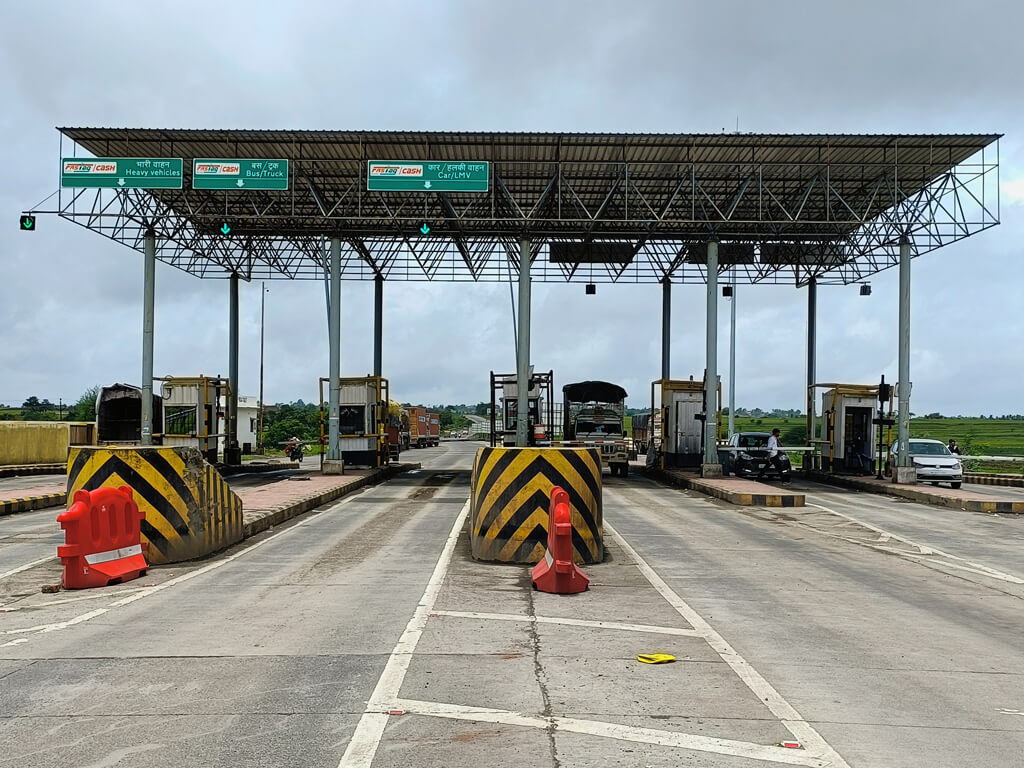 FASTag/CASH
भारी वाहन
Heavy vehicles
FASTag/CASH
बस/ट्रक
Bus/Truck
FASTag/CASH
कार/हलकी वाहन
Car/LMV